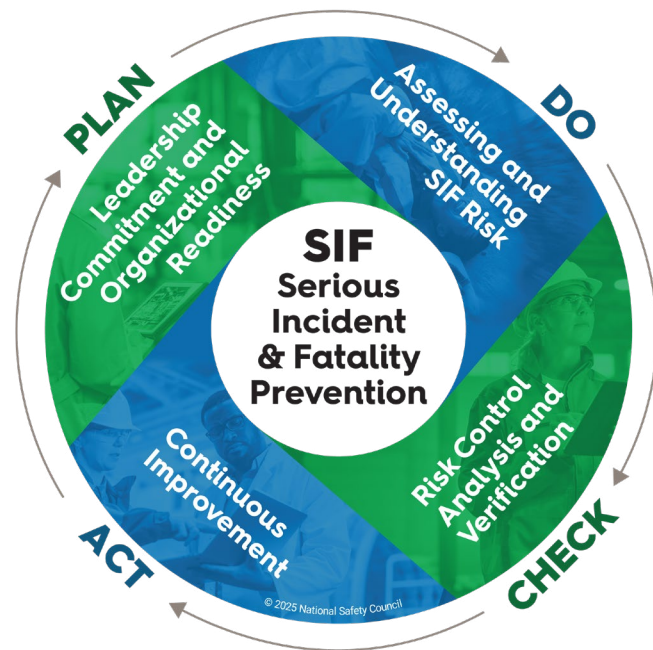 PLAN
Leadership
Commitment and
Organizational
Readiness
DO
Assessing and
Understanding
SIF Risk
SIF
Serious
Incident
& Fatality
Prevention
CHECK
Risk Control
Analysis and
Verification
ACT
Continuous
Improvement
© 2025 National Safety Council